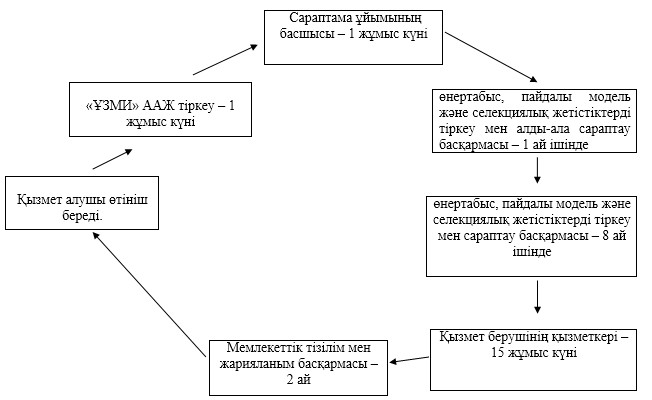 Сараптама ұйымының
басшысы – 1 жұмыс күні
«ҰЗМИ» ААЖ тіркеу – 1
жұмыс күні
өнертабыс, пайдалы модель
және селекциялық жетістіктерді
тіркеу мен алды-ала сараптау
басқармасы – 1 ай ішінде
Қызмет алушы өтініш
береді.
өнертабыс, пайдалы модель және
селекциялық жетістіктерді тіркеу
мен сараптау басқармасы – 8 ай
ішінде
Қызмет берушінің қызметкері –
15 жұмыс күні
Мемлекеттік тізілім мен
жарияланым басқармасы –
2 ай